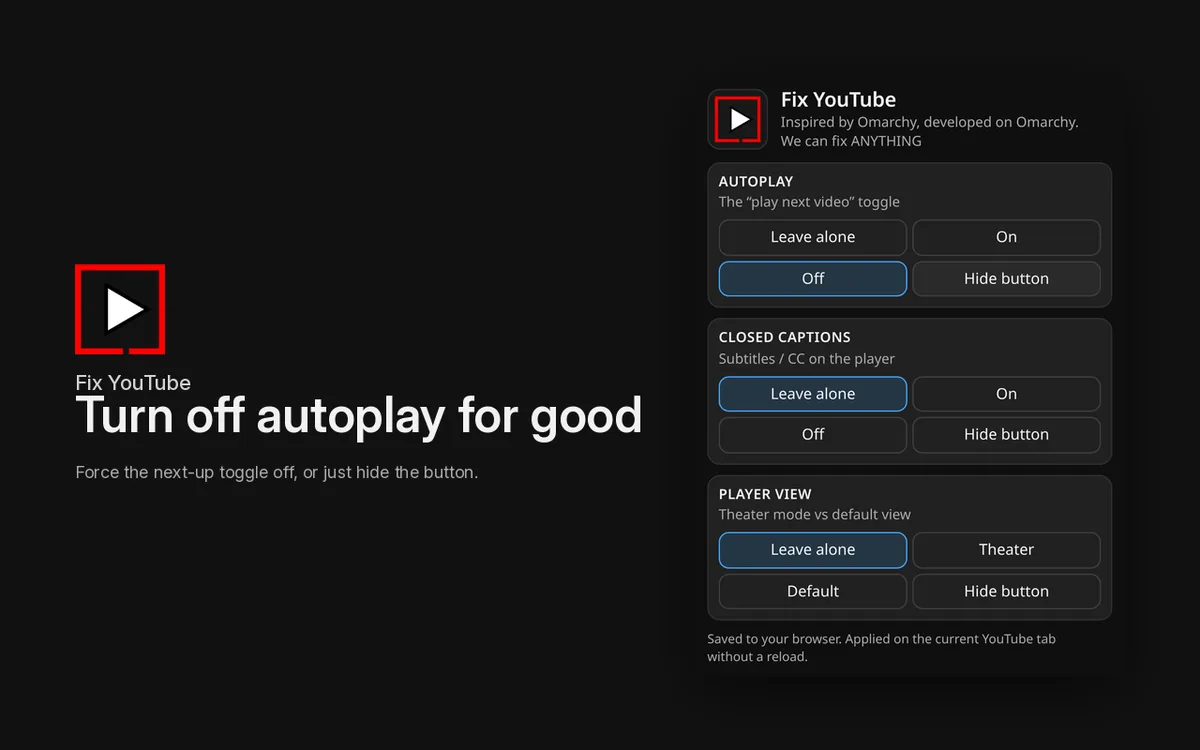 Fix YouTube
Turn off autoplay for good
Force the next-up toggle off, or just hide the button.
Fix YouTube
Inspired by Omarchy, developed on Omarchy.
We can fix ANYTHING
AUTOPLAY
The “play next video” toggle
Leave alone
On
Off
Hide button
CLOSED CAPTIONS
Subtitles / CC on the player
Leave alone
On
Off
Hide button
PLAYER VIEW
Theater mode vs default view
Leave alone
Theater
Default
Hide button
Saved to your browser. Applied on the current YouTube tab
without a reload.